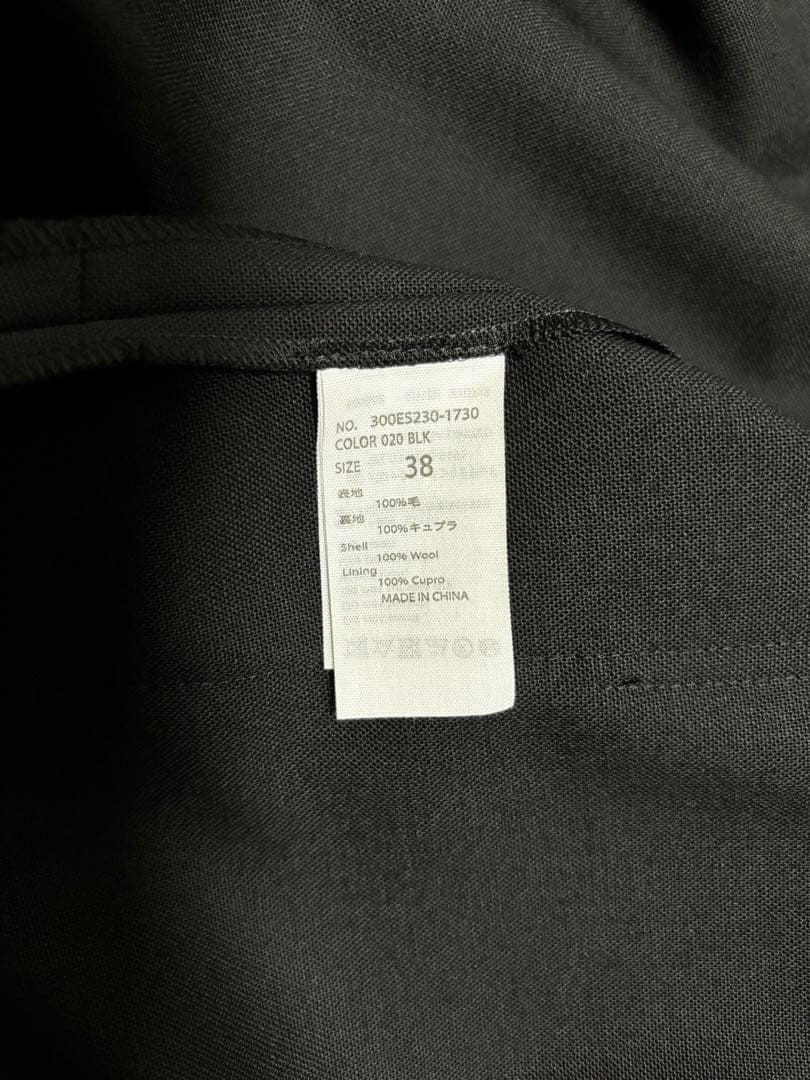 NO. 300ES230-1730
COLOR 020 BLK
SIZE 38
表地
100%毛
裏地
100%キュプラ
Shell
100% Wool
Lining
100% Cupro
MADE IN CHINA